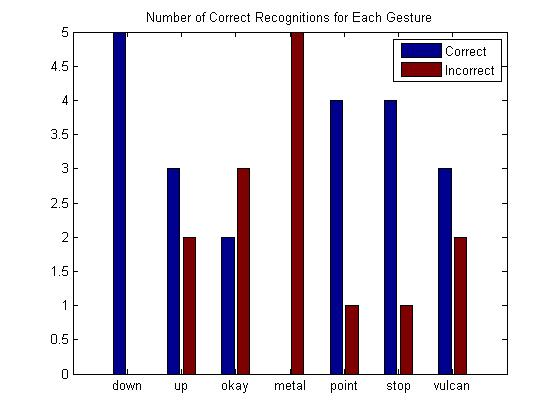 Number of Correct Recognitions for Each Gesture
Correct
Incorrect
5
4.5
4
3.5
3
2.5
2
1.5
1
0.5
0
down up okay metal point stop vulcan